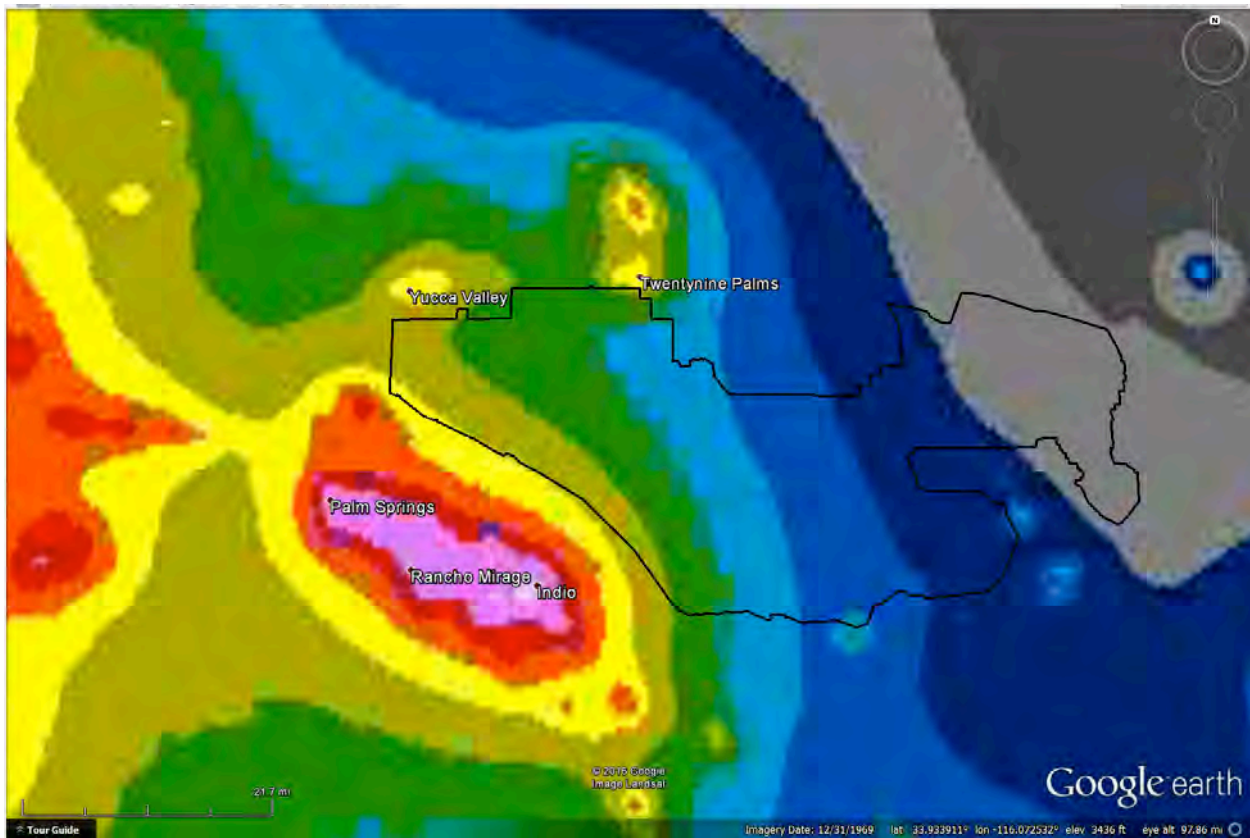 N
Twentynine Palms
Yucca Valley
Palm Springs
Rancho Mirage
Indio
© 2015 Google
Image Landsat
Google earth
21.7 mi
Tour Guide
Imagery Date: 12/31/1969 lat 33.933911° lon -116.072532° elev 3436 ft eye alt 97.86 mi